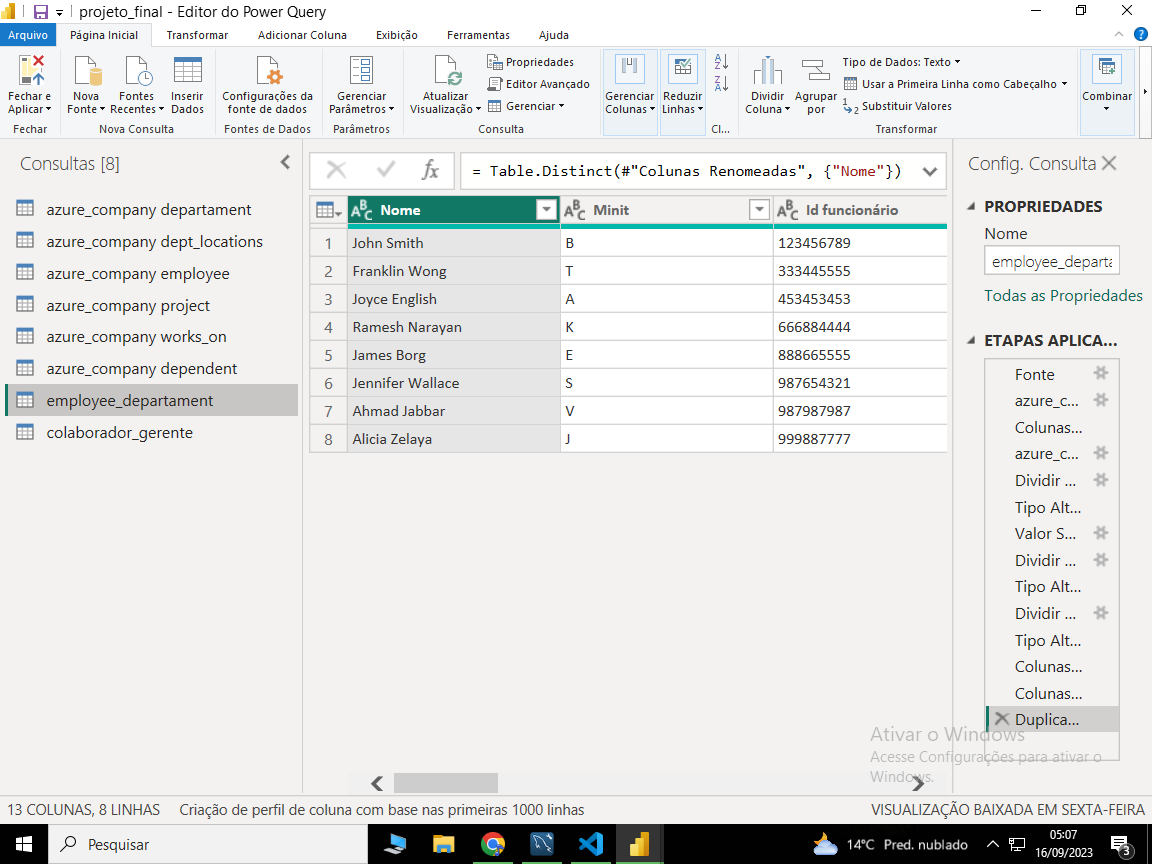 projeto_final - Editor do Power Query
Arquivo Página Inicial Transformar Adicionar Coluna Exibição Ferramentas Ajuda
Fechar e Aplicar
Fechar
Nova Fonte
Fontes Recentes
Inserir Dados
Nova Consulta
Configurações da fonte de dados
Fontes de Dados
Gerenciar Parâmetros
Parâmetros
Atualizar Visualização
Propriedades
Editor Avançado
Gerenciar
Consulta
Gerenciar Colunas
Reduzir Linhas
Cl...
Dividir Coluna
Agrupar por
Tipo de Dados: Texto
Usar a Primeira Linha como Cabeçalho
Substituir Valores
Transformar
Combinar
Consultas [8]
azure_company departament
azure_company dept_locations
azure_company employee
azure_company project
azure_company works_on
azure_company dependent
employee_departament
colaborador_gerente
= Table.Distinct(#"Colunas Renomeadas", {"Nome"})
Nome Minit Id funcionário
1 John Smith B 123456789
2 Franklin Wong T 333445555
3 Joyce English A 453453453
4 Ramesh Narayan K 666884444
5 James Borg E 888665555
6 Jennifer Wallace S 987654321
7 Ahmad Jabbar V 987987987
8 Alicia Zelaya J 999887777
Config. Consulta
PROPRIEDADES
Nome
employee_departa
Todas as Propriedades
ETAPAS APLICA...
Fonte
azure_c...
Colunas...
azure_c...
Dividir ...
Tipo Alt...
Valor S...
Dividir ...
Tipo Alt...
Dividir ...
Tipo Alt...
Colunas...
Colunas...
Duplica...
Ativar o Windows
Acesse Configurações para ativar o
Windows.
13 COLUNAS, 8 LINHAS Criação de perfil de coluna com base nas primeiras 1000 linhas VISUALIZAÇÃO BAIXADA EM SEXTA-FEIRA
Pesquisar
14°C Pred. nublado
05:07
16/09/2023
3